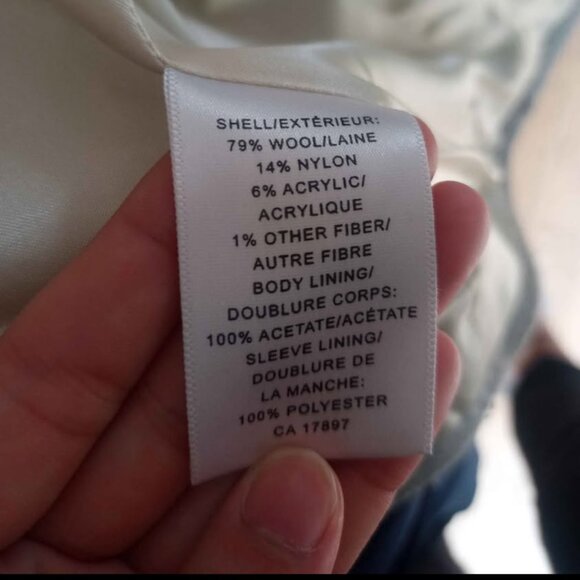 SHELL/EXTÉRIEUR:
79% WOOL/LAINE
14% NYLON
6% ACRYLIC/
ACRYLIQUE
1% OTHER FIBER/
AUTRE FIBRE
BODY LINING/
DOUBLURE CORPS:
100% ACETATE/ACÉTATE
SLEEVE LINING/
DOUBLURE DE
LA MANCHE:
100% POLYESTER
CA 17897